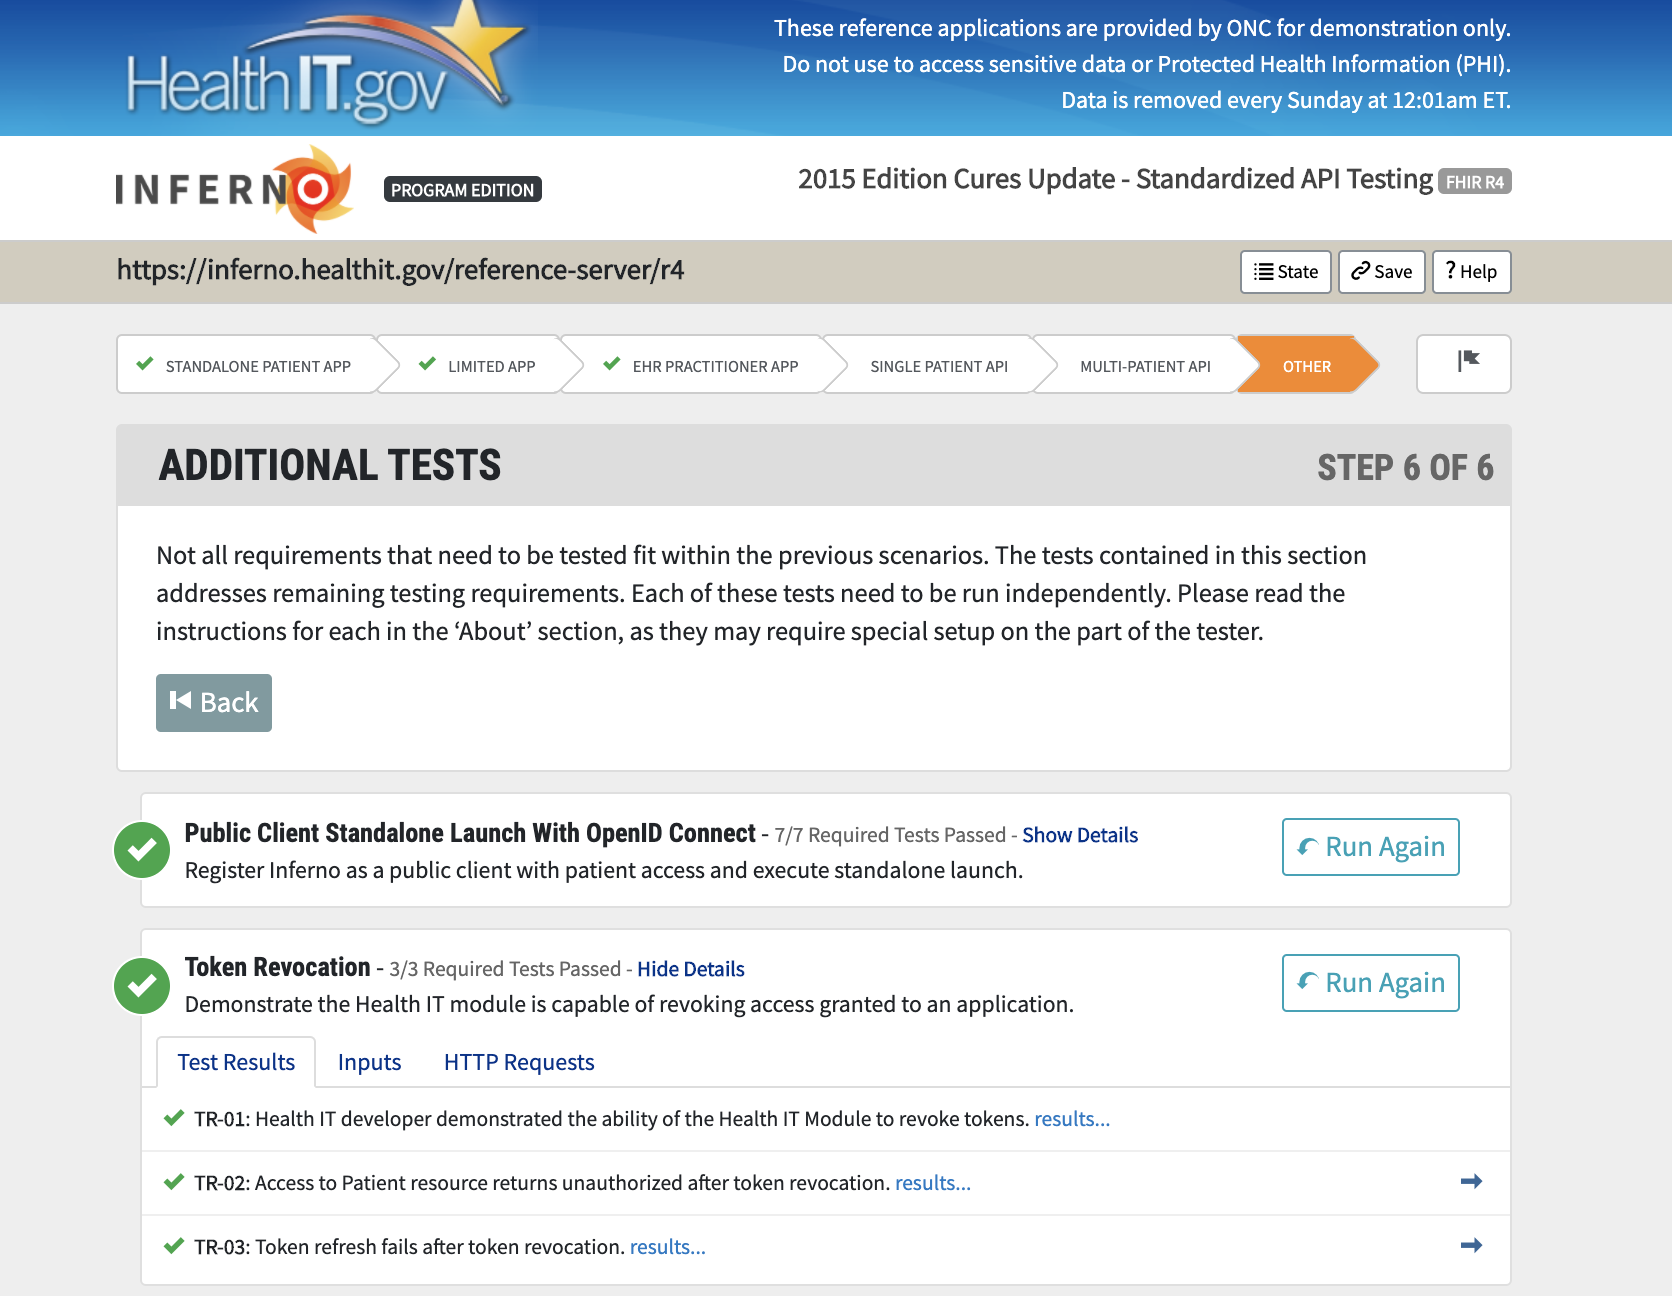 HealthIT.gov
These reference applications are provided by ONC for demonstration only.
Do not use to access sensitive data or Protected Health Information (PHI).
Data is removed every Sunday at 12:01am ET.
INFERNO
PROGRAM EDITION
2015 Edition Cures Update - Standardized API Testing FHIR R4
https://inferno.healthit.gov/reference-server/r4
State
Save
? Help
STANDALONE PATIENT APP
LIMITED APP
EHR PRACTITIONER APP
SINGLE PATIENT API
MULTI-PATIENT API
OTHER
ADDITIONAL TESTS
STEP 6 OF 6
Not all requirements that need to be tested fit within the previous scenarios. The tests contained in this section
addresses remaining testing requirements. Each of these tests need to be run independently. Please read the
instructions for each in the ‘About’ section, as they may require special setup on the part of the tester.
Back
Public Client Standalone Launch With OpenID Connect - 7/7 Required Tests Passed - Show Details
Register Inferno as a public client with patient access and execute standalone launch.
Run Again
Token Revocation - 3/3 Required Tests Passed - Hide Details
Demonstrate the Health IT module is capable of revoking access granted to an application.
Run Again
Test Results
Inputs
HTTP Requests
TR-01: Health IT developer demonstrated the ability of the Health IT Module to revoke tokens. results...
TR-02: Access to Patient resource returns unauthorized after token revocation. results...
TR-03: Token refresh fails after token revocation. results...